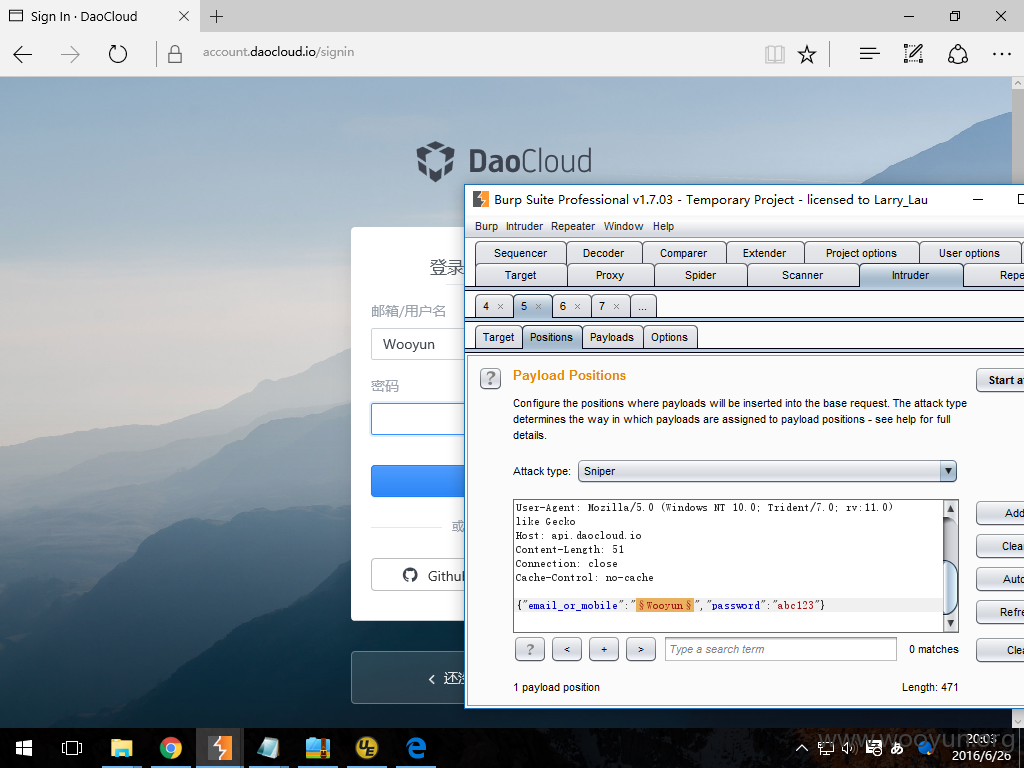 Sign In · DaoCloud
account.daocloud.io/signin
DaoCloud
登录
邮箱/用户名
Wooyun
密码
或
Github
还没
Burp Suite Professional v1.7.03 - Temporary Project - licensed to Larry_Lau
Burp Intruder Repeater Window Help
Sequencer Decoder Comparer Extender Project options User options
Target Proxy Spider Scanner Intruder Repe
4 × 5 × 6 × 7 × ...
Target Positions Payloads Options
? Payload Positions
Start at
Configure the positions where payloads will be inserted into the base request. The attack type
determines the way in which payloads are assigned to payload positions - see help for full
details.
Attack type: Sniper
User-Agent: Mozilla/5.0 (Windows NT 10.0; Trident/7.0; rv:11.0)
like Gecko
Host: api.daocloud.io
Content-Length: 51
Connection: close
Cache-Control: no-cache
{"email_or_mobile":"§Wooyun§","password":"abc123"}
Add
Clea
Auto
Refre
? < + > Type a search term 0 matches
Clea
1 payload position Length: 471
www.wooyun.org
20:03
2016/6/26